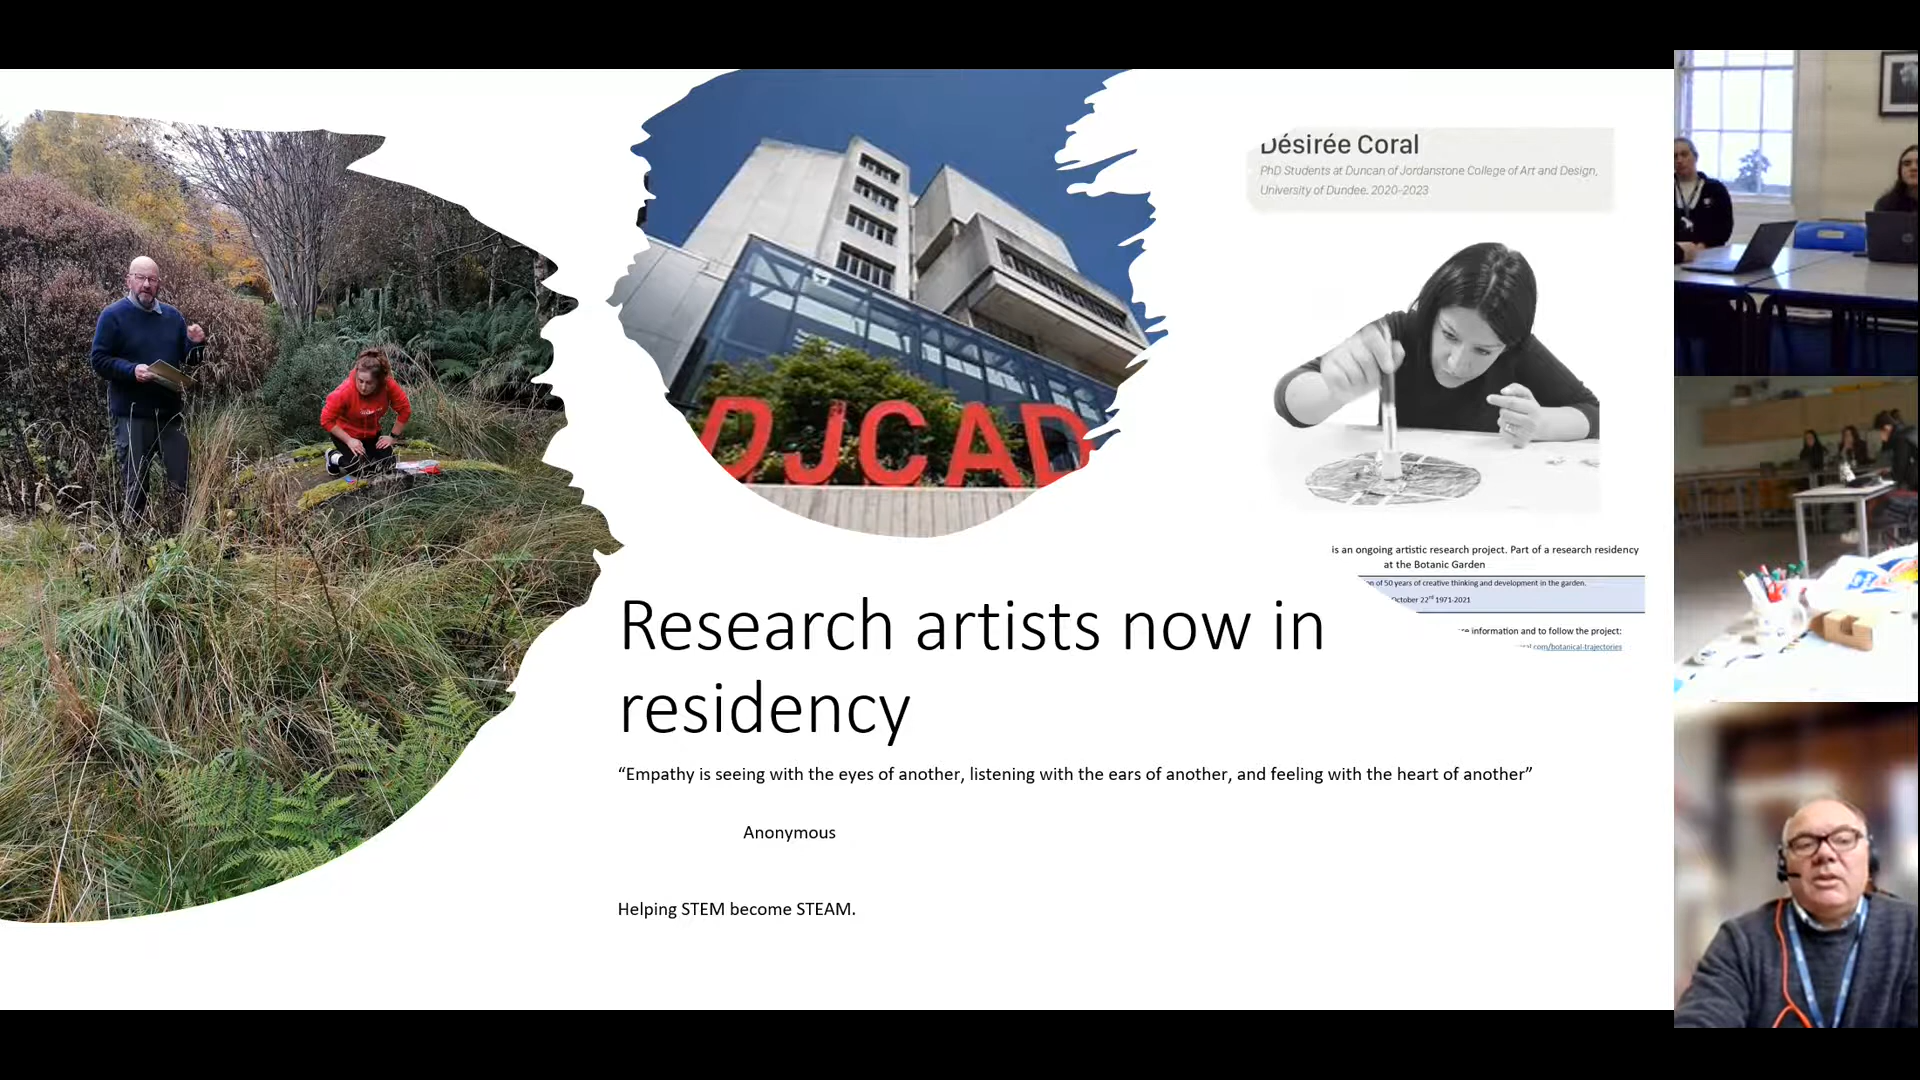 DJCAD
Désirée Coral
PhD Students at Duncan of Jordanstone College of Art and Design,
University of Dundee. 2020-2023
is an ongoing artistic research project. Part of a research residency
at the Botanic Garden
of 50 years of creative thinking and development in the garden.
October 22nd 1971-2021
information and to follow the project:
.com/botanical-trajectories
Research artists now in
residency
“Empathy is seeing with the eyes of another, listening with the ears of another, and feeling with the heart of another”
Anonymous
Helping STEM become STEAM.